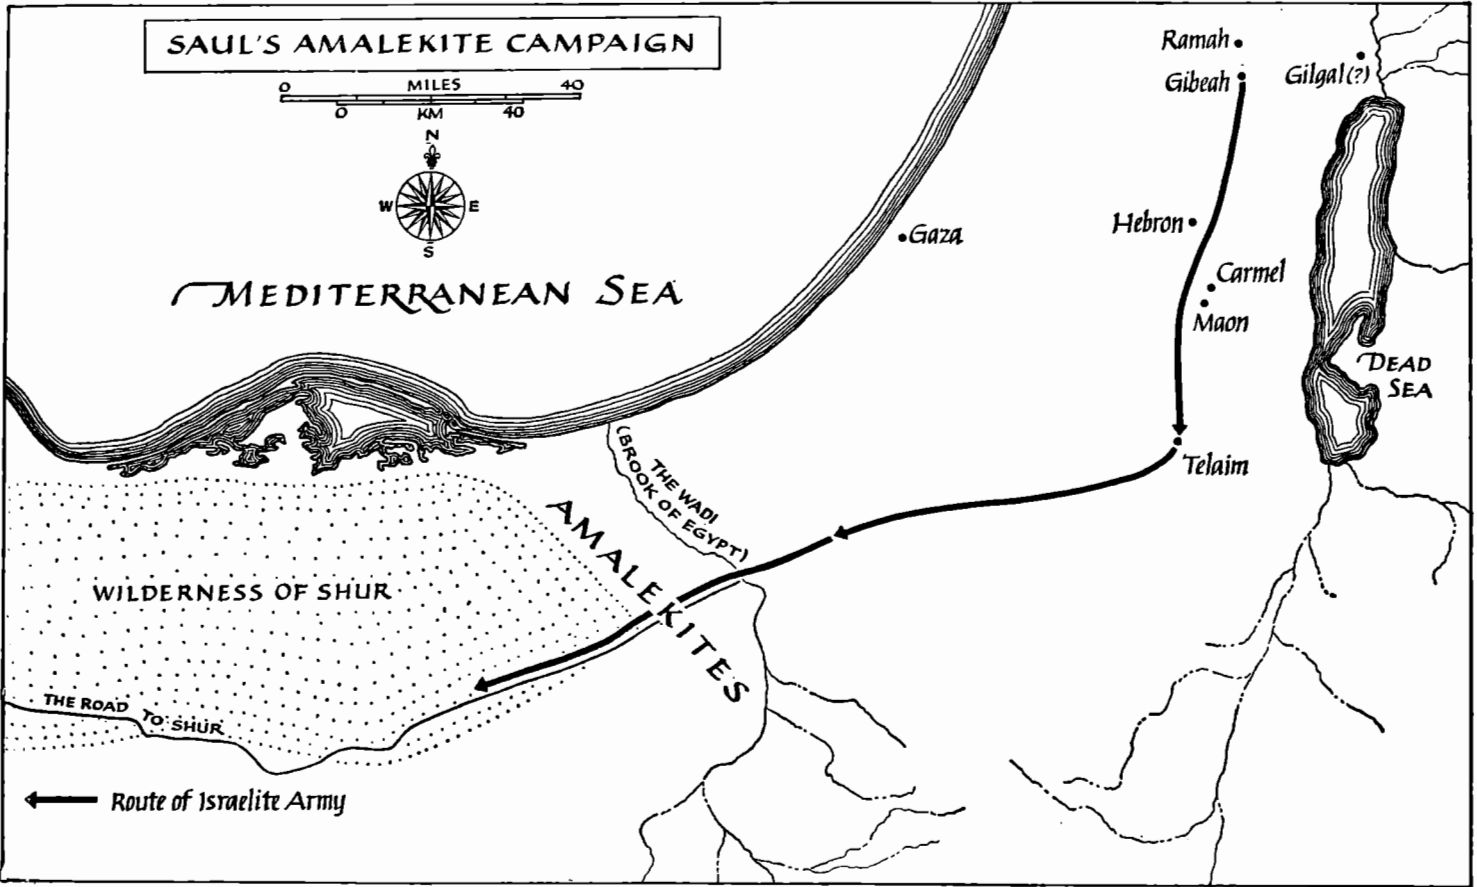 SAUL'S AMALEKITE CAMPAIGN
0 MILES 40
0 KM 40
N
W E
S
MEDITERRANEAN SEA
Ramah
Gibeah
Gilgal (?)
Gaza
Hebron
Carmel
Maon
DEAD
SEA
Telaim
THE WADI
(BROOK OF EGYPT)
AMALEKITES
WILDERNESS OF SHUR
THE ROAD TO SHUR
Route of Israelite Army